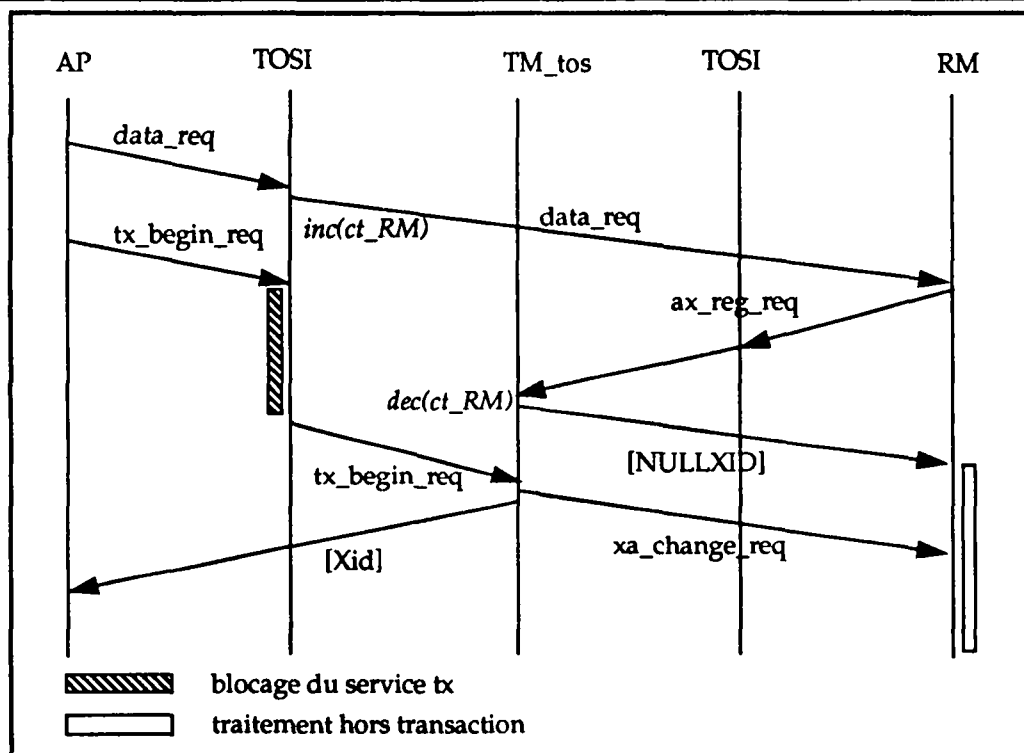 AP TOSI TM_tos TOSI RM
data_req
inc(ct_RM) data_req
tx_begin_req
ax_reg_req
dec(ct_RM)
[NULLXID]
tx_begin_req
xa_change_req
[Xid]
blocage du service tx
traitement hors transaction